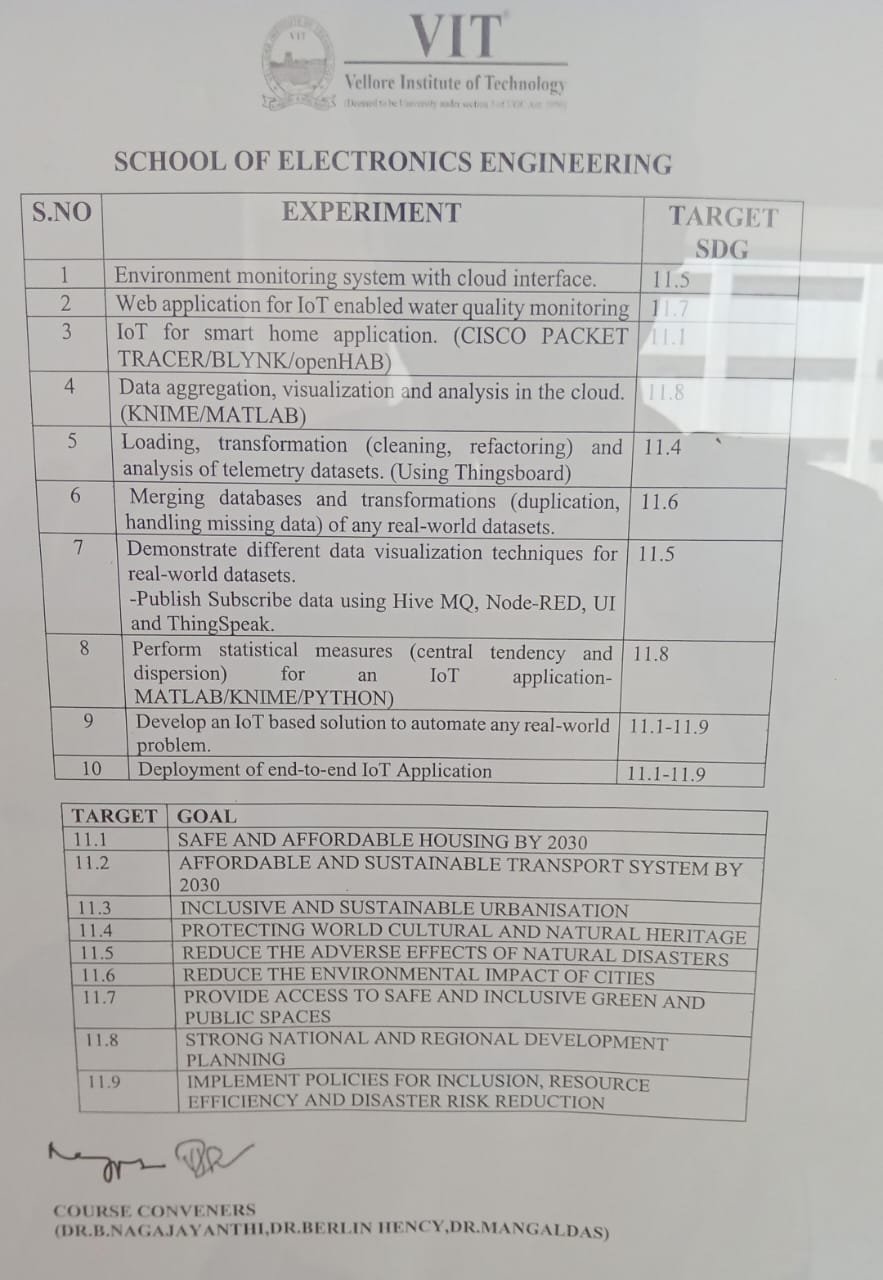 VIT
VIT
Vellore Institute of Technology
(Deemed to be University under section 3 of UGC Act, 1956)
SCHOOL OF ELECTRONICS ENGINEERING
S.NO EXPERIMENT TARGET
SDG
1 Environment monitoring system with cloud interface. 11.5
2 Web application for IoT enabled water quality monitoring 11.7
3 IoT for smart home application. (CISCO PACKET 11.1
TRACER/BLYNK/openHAB)
4 Data aggregation, visualization and analysis in the cloud. 11.8
(KNIME/MATLAB)
5 Loading, transformation (cleaning, refactoring) and 11.4
analysis of telemetry datasets. (Using Thingsboard)
6 Merging databases and transformations (duplication, 11.6
handling missing data) of any real-world datasets.
7 Demonstrate different data visualization techniques for 11.5
real-world datasets.
-Publish Subscribe data using Hive MQ, Node-RED, UI
and ThingSpeak.
8 Perform statistical measures (central tendency and 11.8
dispersion) for an IoT application-
MATLAB/KNIME/PYTHON)
9 Develop an IoT based solution to automate any real-world 11.1-11.9
problem.
10 Deployment of end-to-end IoT Application 11.1-11.9
TARGET GOAL
11.1 SAFE AND AFFORDABLE HOUSING BY 2030
11.2 AFFORDABLE AND SUSTAINABLE TRANSPORT SYSTEM BY
2030
11.3 INCLUSIVE AND SUSTAINABLE URBANISATION
11.4 PROTECTING WORLD CULTURAL AND NATURAL HERITAGE
11.5 REDUCE THE ADVERSE EFFECTS OF NATURAL DISASTERS
11.6 REDUCE THE ENVIRONMENTAL IMPACT OF CITIES
11.7 PROVIDE ACCESS TO SAFE AND INCLUSIVE GREEN AND
PUBLIC SPACES
11.8 STRONG NATIONAL AND REGIONAL DEVELOPMENT
PLANNING
11.9 IMPLEMENT POLICIES FOR INCLUSION, RESOURCE
EFFICIENCY AND DISASTER RISK REDUCTION
COURSE CONVENERS
(DR.B.NAGAJAYANTHI,DR.BERLIN HENCY,DR.MANGALDAS)